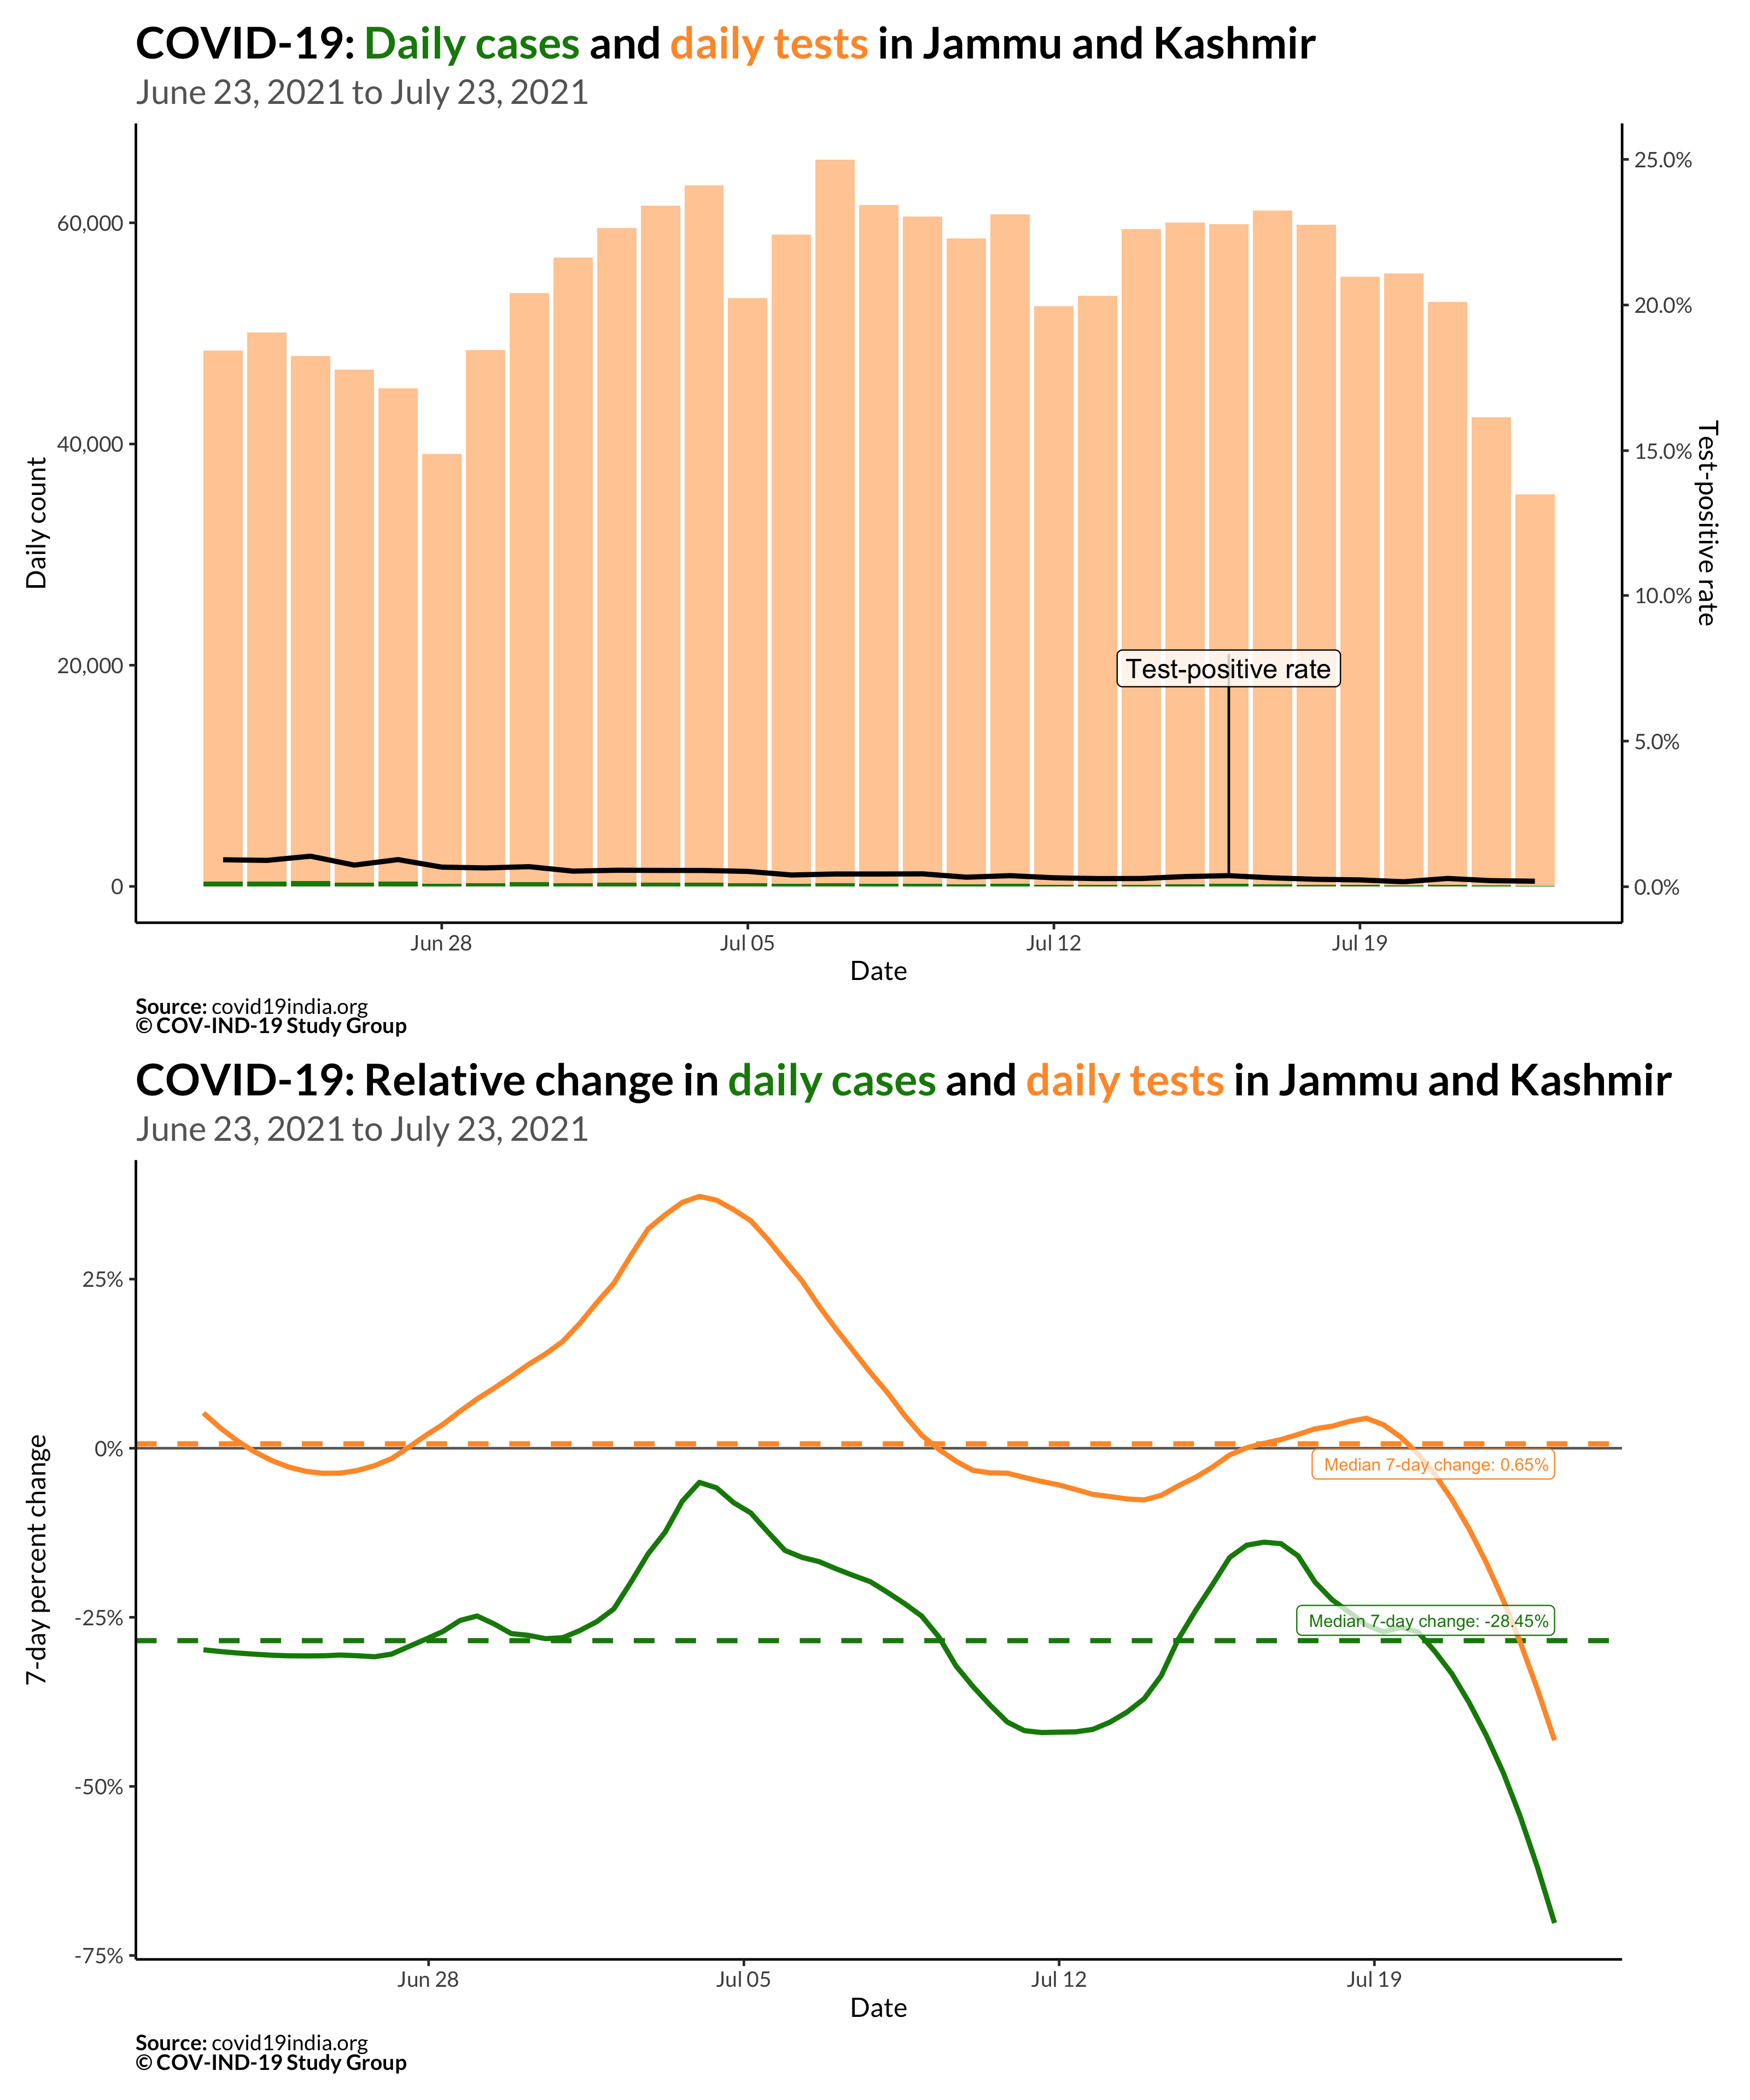 COVID-19: Daily cases and daily tests in Jammu and Kashmir
June 23, 2021 to July 23, 2021
Daily count
60,000
40,000
20,000
0
Test-positive rate
25.0%
20.0%
15.0%
10.0%
5.0%
0.0%
Test-positive rate
Jun 28
Jul 05
Jul 12
Jul 19
Date
Source: covid19india.org
© COV-IND-19 Study Group
COVID-19: Relative change in daily cases and daily tests in Jammu and Kashmir
June 23, 2021 to July 23, 2021
7-day percent change
25%
0%
-25%
-50%
-75%
Median 7-day change: 0.65%
Median 7-day change: -28.45%
Jun 28
Jul 05
Jul 12
Jul 19
Date
Source: covid19india.org
© COV-IND-19 Study Group